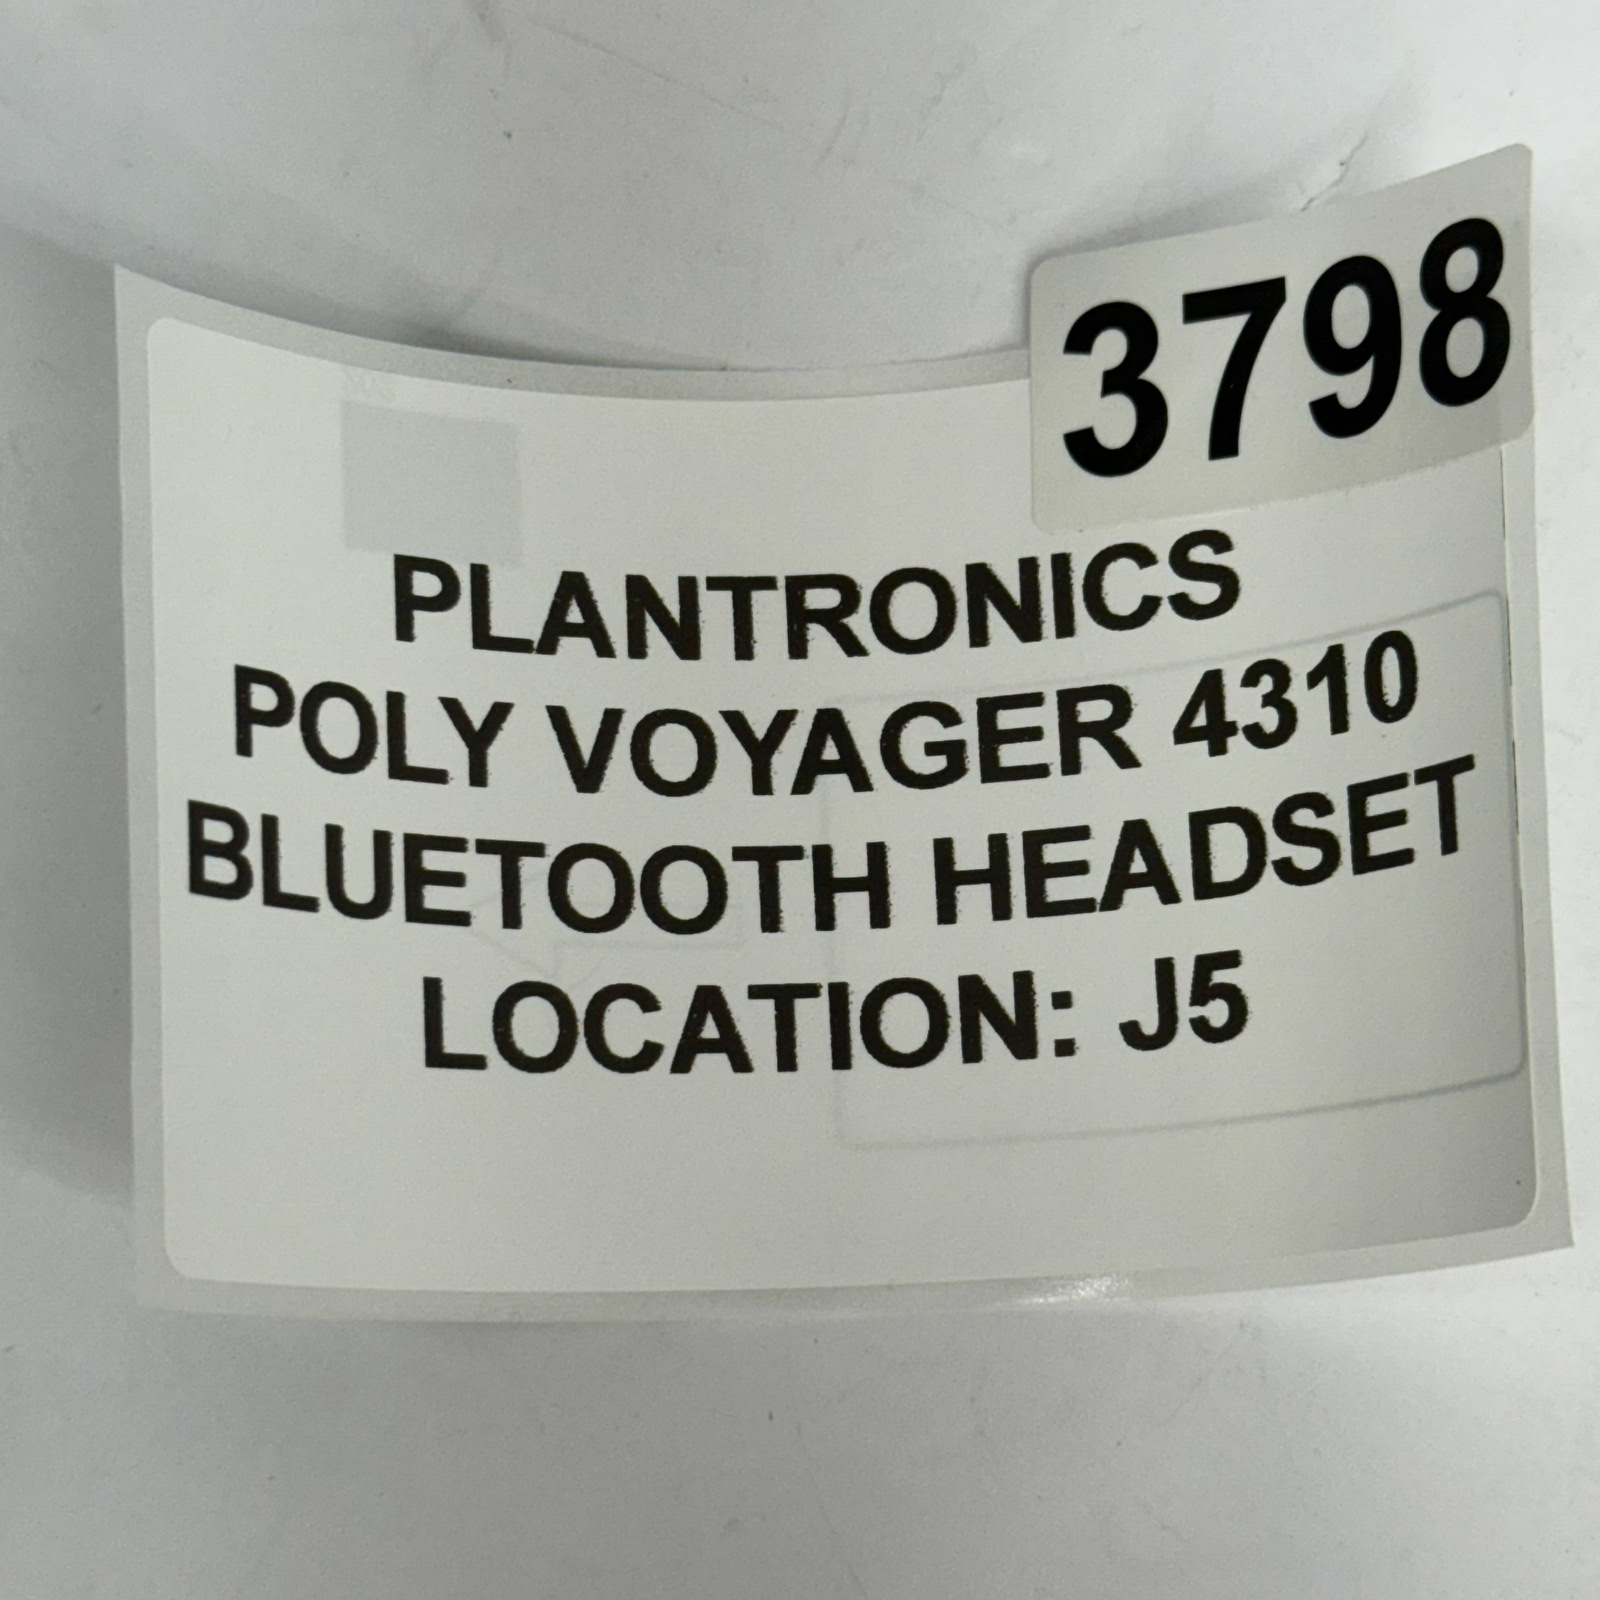 3798
PLANTRONICS
POLY VOYAGER 4310
BLUETOOTH HEADSET
LOCATION: J5